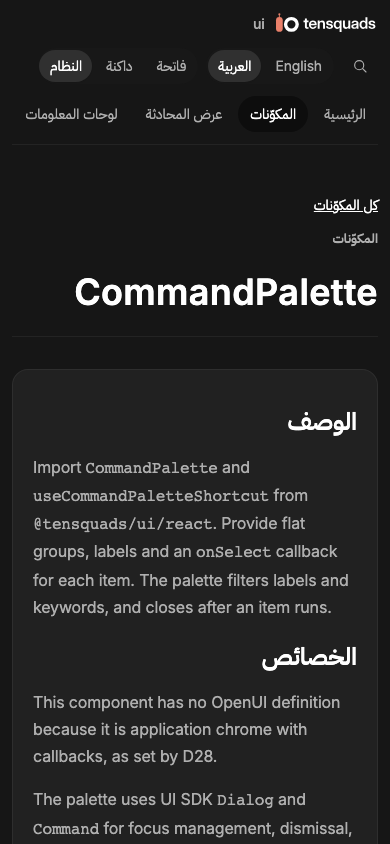 tensquads ui
English العربية فاتحة داكنة النظام
الرئيسية المكوّنات عرض المحادثة لوحات المعلومات
كل المكوّنات
المكوّنات
CommandPalette
الوصف
Import CommandPalette and
useCommandPaletteShortcut from
@tensquads/ui/react. Provide flat
groups, labels and an onSelect callback
for each item. The palette filters labels and
keywords, and closes after an item runs.
الخصائص
This component has no OpenUI definition
because it is application chrome with
callbacks, as set by D28.
The palette uses UI SDK Dialog and
Command for focus management, dismissal,